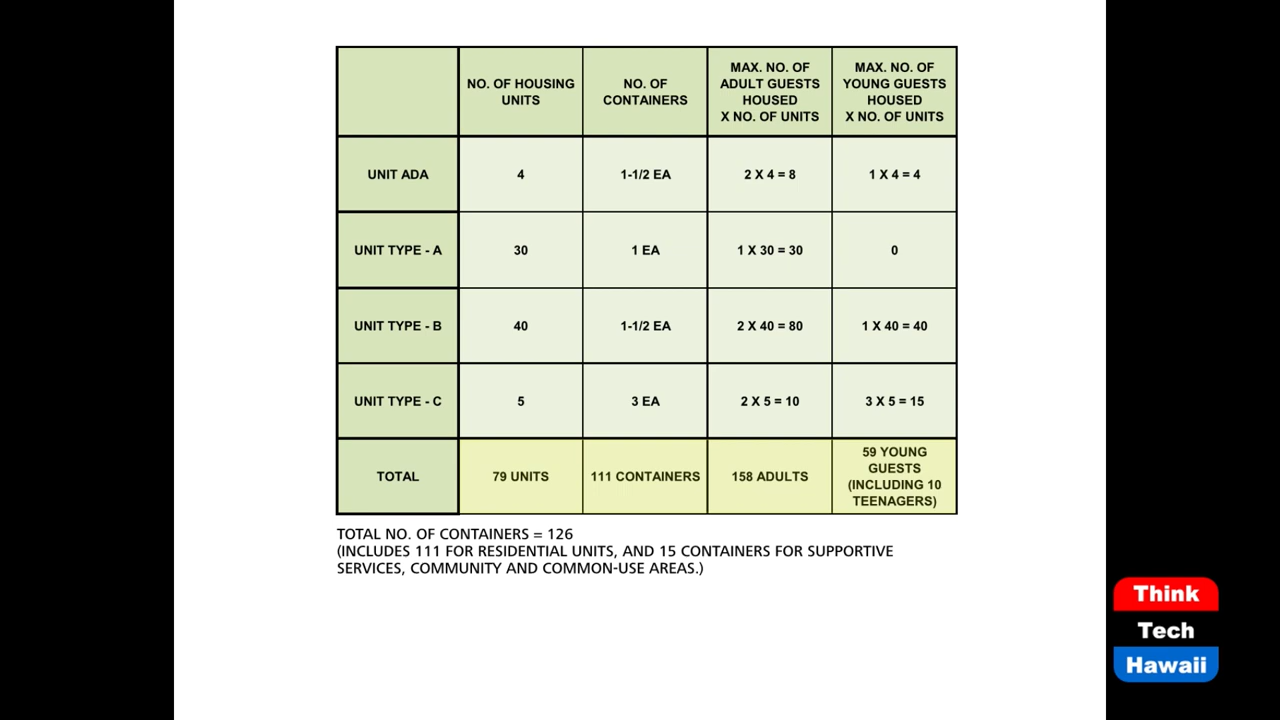 NO. OF HOUSING
UNITS
NO. OF
CONTAINERS
MAX. NO. OF
ADULT GUESTS
HOUSED
X NO. OF UNITS
MAX. NO. OF
YOUNG GUESTS
HOUSED
X NO. OF UNITS
UNIT ADA
4
1-1/2 EA
2 X 4 = 8
1 X 4 = 4
UNIT TYPE - A
30
1 EA
1 X 30 = 30
0
UNIT TYPE - B
40
1-1/2 EA
2 X 40 = 80
1 X 40 = 40
UNIT TYPE - C
5
3 EA
2 X 5 = 10
3 X 5 = 15
TOTAL
79 UNITS
111 CONTAINERS
158 ADULTS
59 YOUNG
GUESTS
(INCLUDING 10
TEENAGERS)
TOTAL NO. OF CONTAINERS = 126
(INCLUDES 111 FOR RESIDENTIAL UNITS, AND 15 CONTAINERS FOR SUPPORTIVE
SERVICES, COMMUNITY AND COMMON-USE AREAS.)
Think
Tech
Hawaii